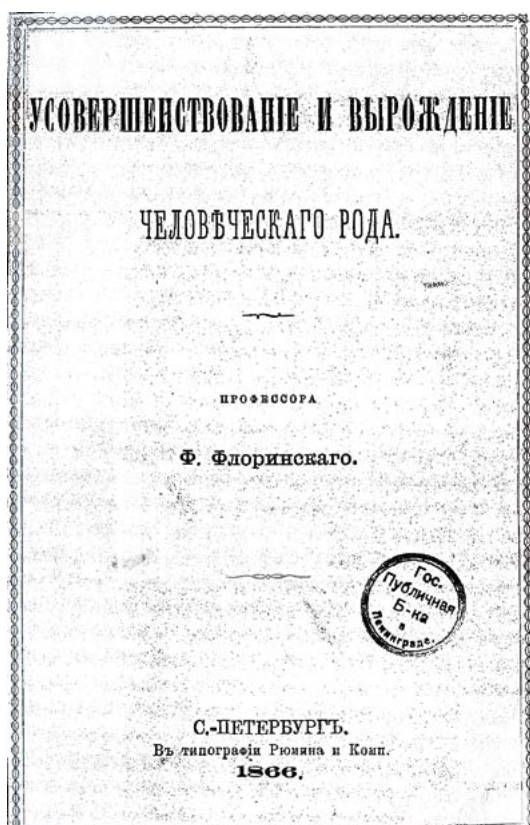 УСОВЕРШЕНСТВОВАНІЕ И ВЫРОЖДЕНІЕ
ЧЕЛОВѢЧЕСКАГО РОДА.
ПРОФЕССОРА
Ф. Флоринскаго.
Гос.
Публичная
Б-ка
в
Ленинграде.
С.-ПЕТЕРБУРГЪ.
Въ типографіи Рюмина и Комп.
1866.